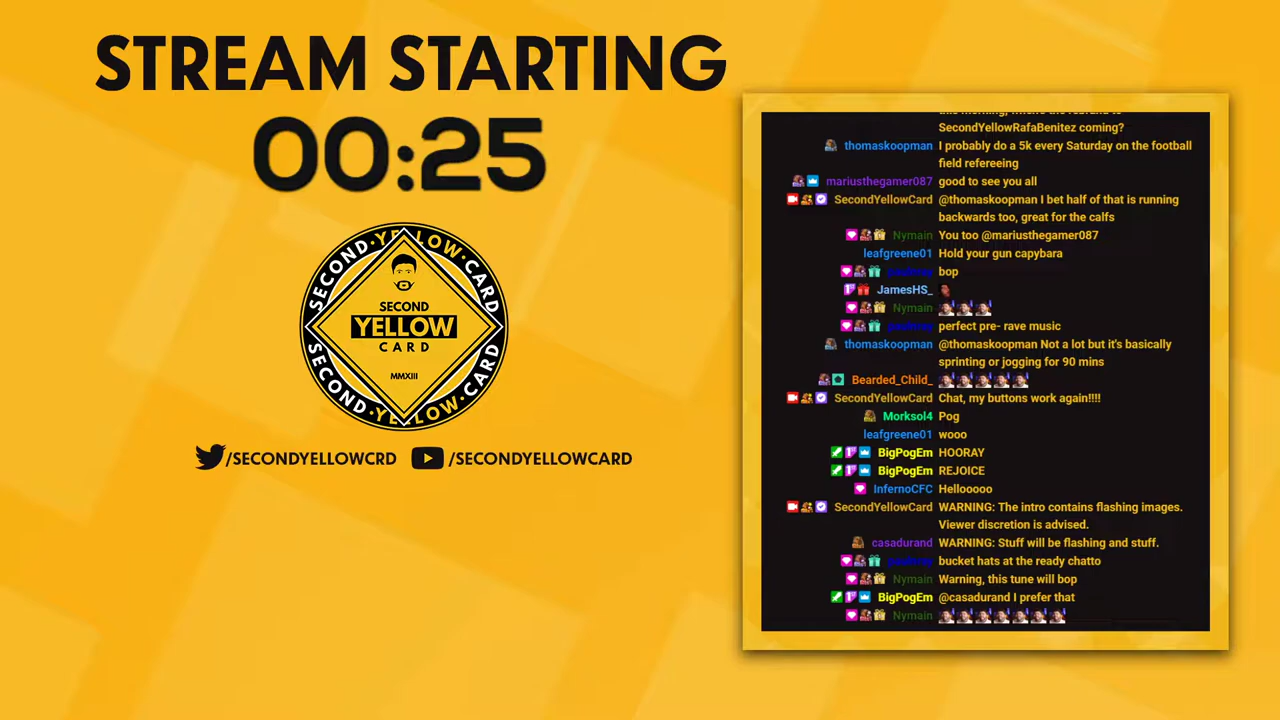 STREAM STARTING
00:25
SECOND·YELLOW·CARD
SECOND
YELLOW
CARD
MMXIII
SECOND·YELLOW·CARD
/SECONDYELLOWCRD /SECONDYELLOWCARD
SecondYellowRafaBenitez coming?
thomaskoopman I probably do a 5k every Saturday on the football
field refereeing
mariusthegamer087 good to see you all
SecondYellowCard @thomaskoopman I bet half of that is running
backwards too, great for the calfs
Nymain You too @mariusthegamer087
leafgreene01 Hold your gun capybara
bop
JamesHS_
Nymain
perfect pre- rave music
thomaskoopman @thomaskoopman Not a lot but it's basically
sprinting or jogging for 90 mins
Bearded_Child_
SecondYellowCard Chat, my buttons work again!!!!
Morksol4 Pog
leafgreene01 wooo
BigPogEm HOORAY
BigPogEm REJOICE
InfernoCFC Hellooooo
SecondYellowCard WARNING: The intro contains flashing images.
Viewer discretion is advised.
casadurand WARNING: Stuff will be flashing and stuff.
bucket hats at the ready chatto
Nymain Warning, this tune will bop
BigPogEm @casadurand I prefer that
Nymain